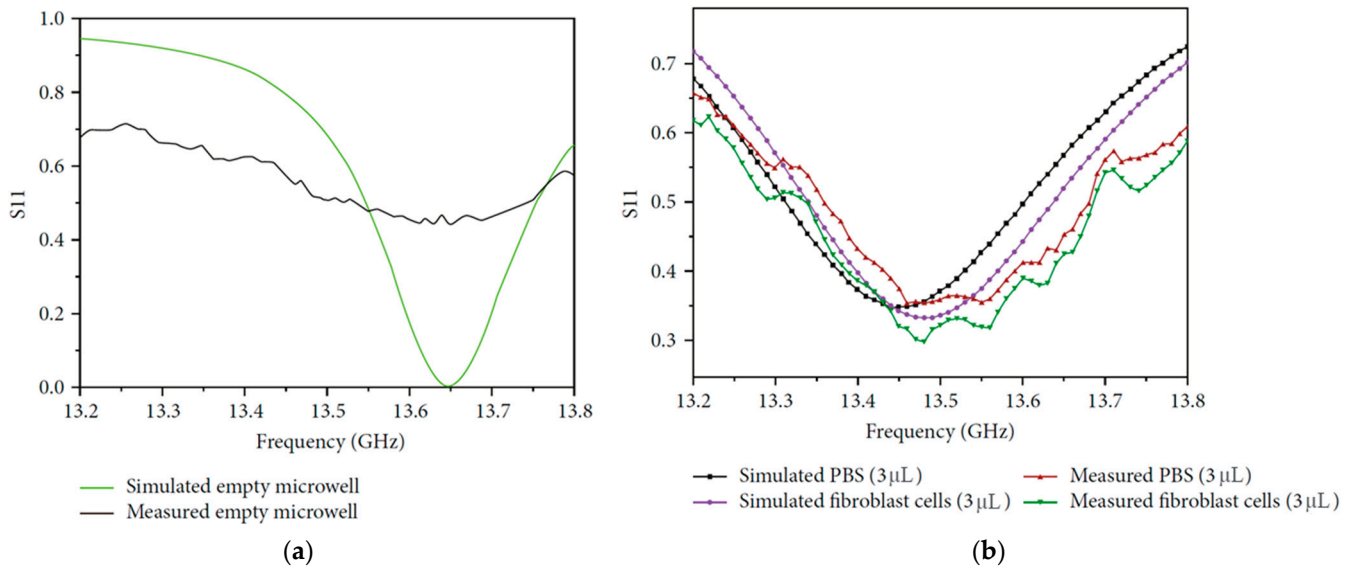 1.0
0.8
0.6
0.4
0.2
0.0
S11
13.2 13.3 13.4 13.5 13.6 13.7 13.8
Frequency (GHz)
Simulated empty microwell
Measured empty microwell
(a)
0.7
0.6
0.5
0.4
0.3
S11
13.2 13.3 13.4 13.5 13.6 13.7 13.8
Frequency (GHz)
Simulated PBS (3 μL) Measured PBS (3 μL)
Simulated fibroblast cells (3 μL) Measured fibroblast cells (3 μL)
(b)